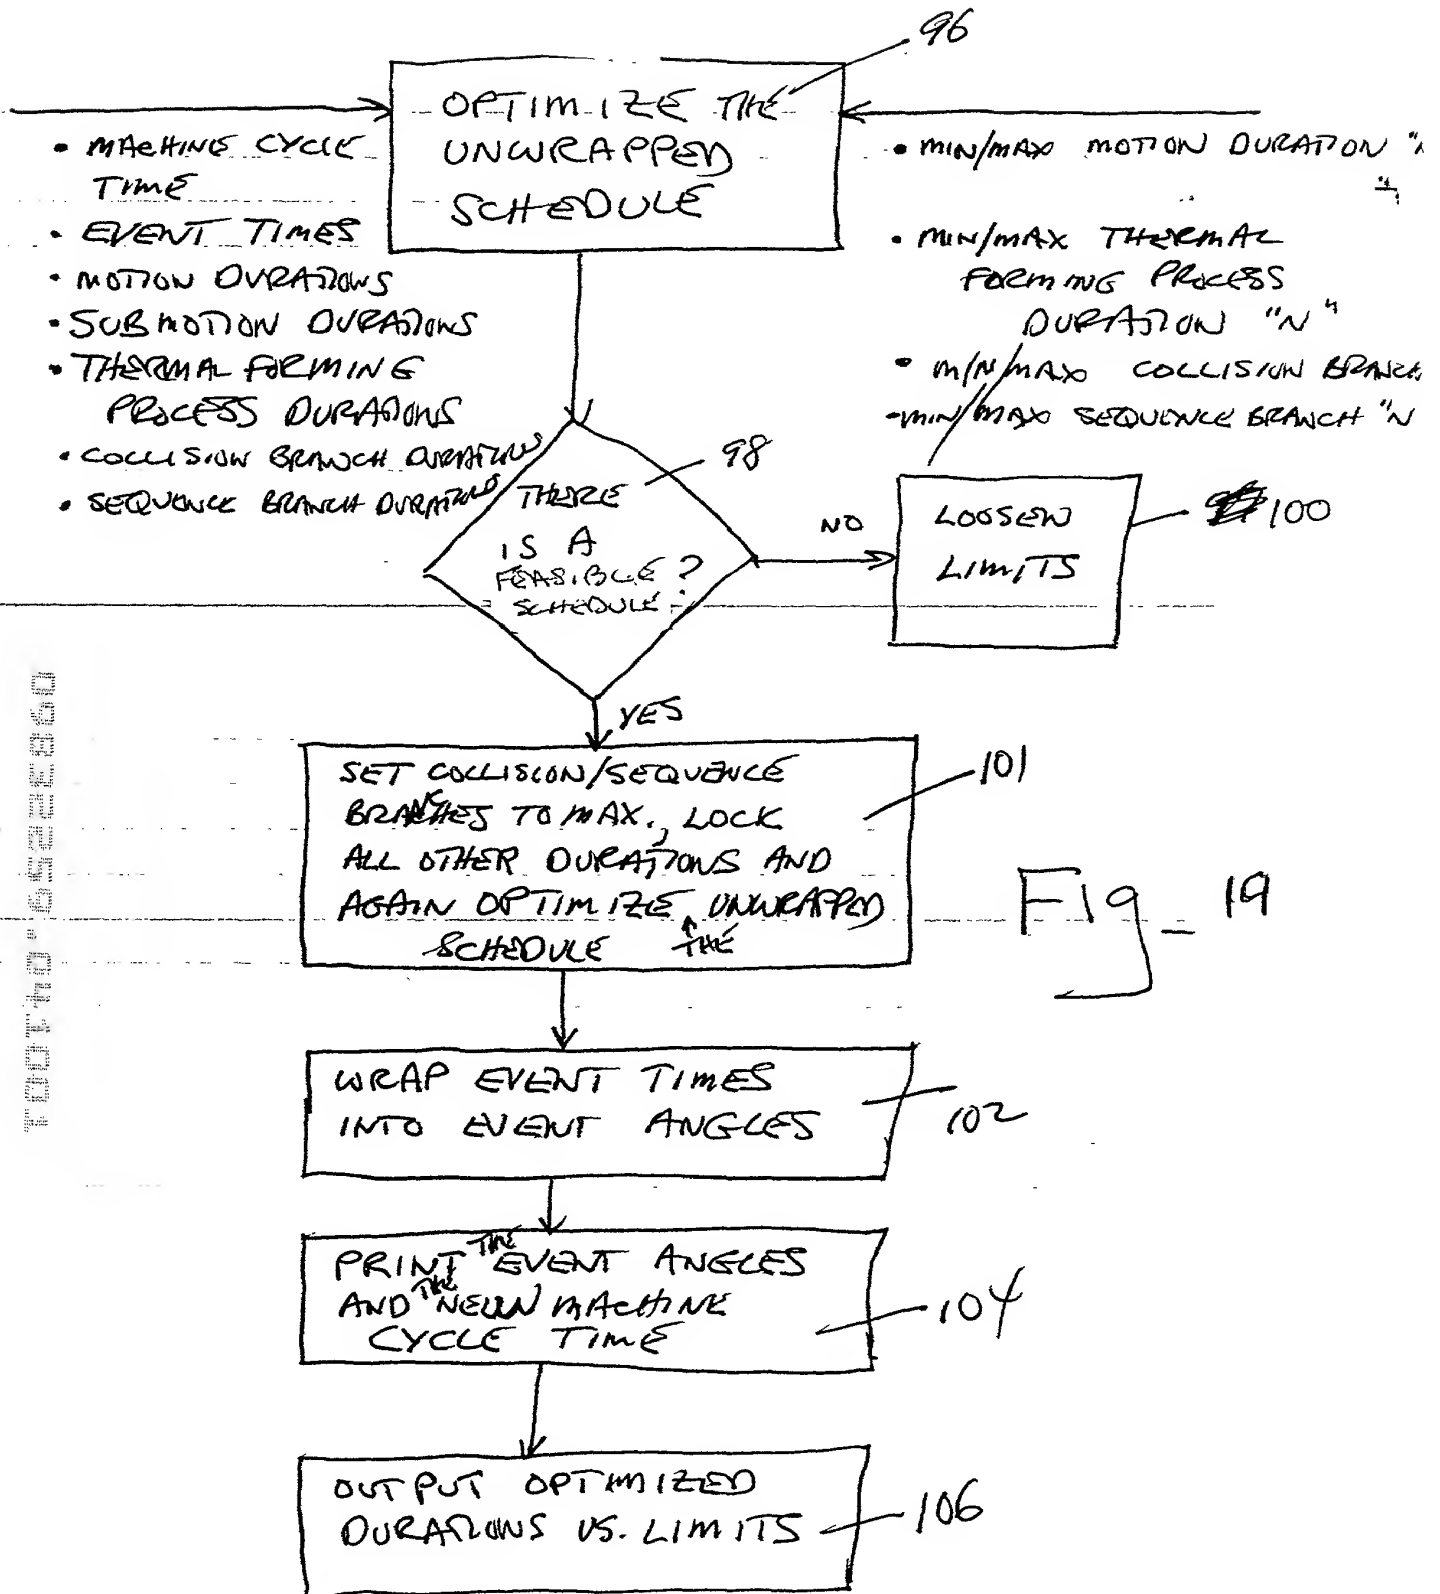 96
OPTIMIZE THE
UNWRAPPED
SCHEDULE
• MACHINE CYCLE
TIME
• EVENT TIMES
• MOTION DURATIONS
• SUBMOTION DURATIONS
• THERMAL FORMING
PROCESS DURATIONS
• COLLISION BRANCH DURATIONS
• SEQUENCE BRANCH DURATIONS
• MIN/MAX MOTION DURATION "N
"
• MIN/MAX THERMAL
FORMING PROCESS
DURATION "N"
• MIN/MAX COLLISION BRANCH
- MIN/MAX SEQUENCE BRANCH "N
98
THERE
IS A
FEASIBLE ?
SCHEDULE
NO
LOOSEN
LIMITS
100
YES
SET COLLISION/SEQUENCE
BRANCHES TO MAX., LOCK
ALL OTHER DURATIONS AND
AGAIN OPTIMIZE THE UNWRAPPED
SCHEDULE
101
Fig_ 19
WRAP EVENT TIMES
INTO EVENT ANGLES
102
PRINT THE EVENT ANGLES
AND THE NEW MACHINE
CYCLE TIME
104
OUTPUT OPTIMIZED
DURATIONS VS. LIMITS
106
09832259.041001